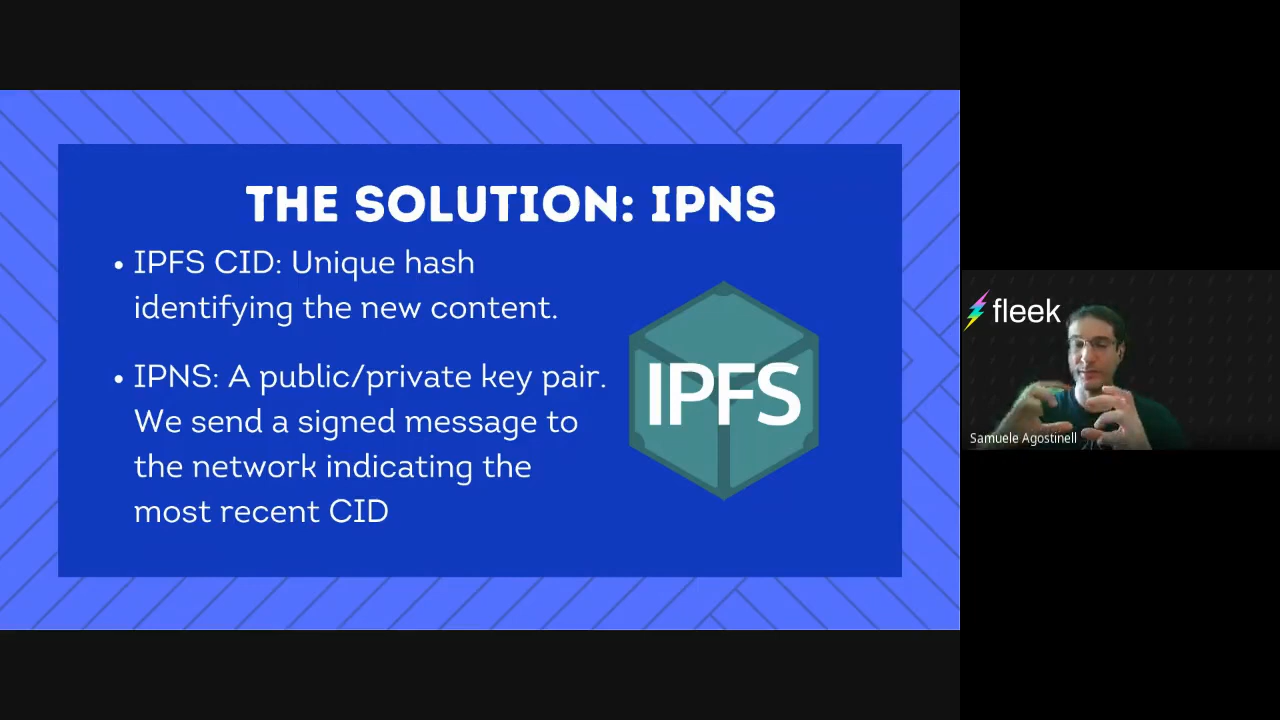 THE SOLUTION: IPNS
• IPFS CID: Unique hash
identifying the new content.
• IPNS: A public/private key pair.
We send a signed message to
the network indicating the
most recent CID
IPFS
fleek
Samuele Agostinell